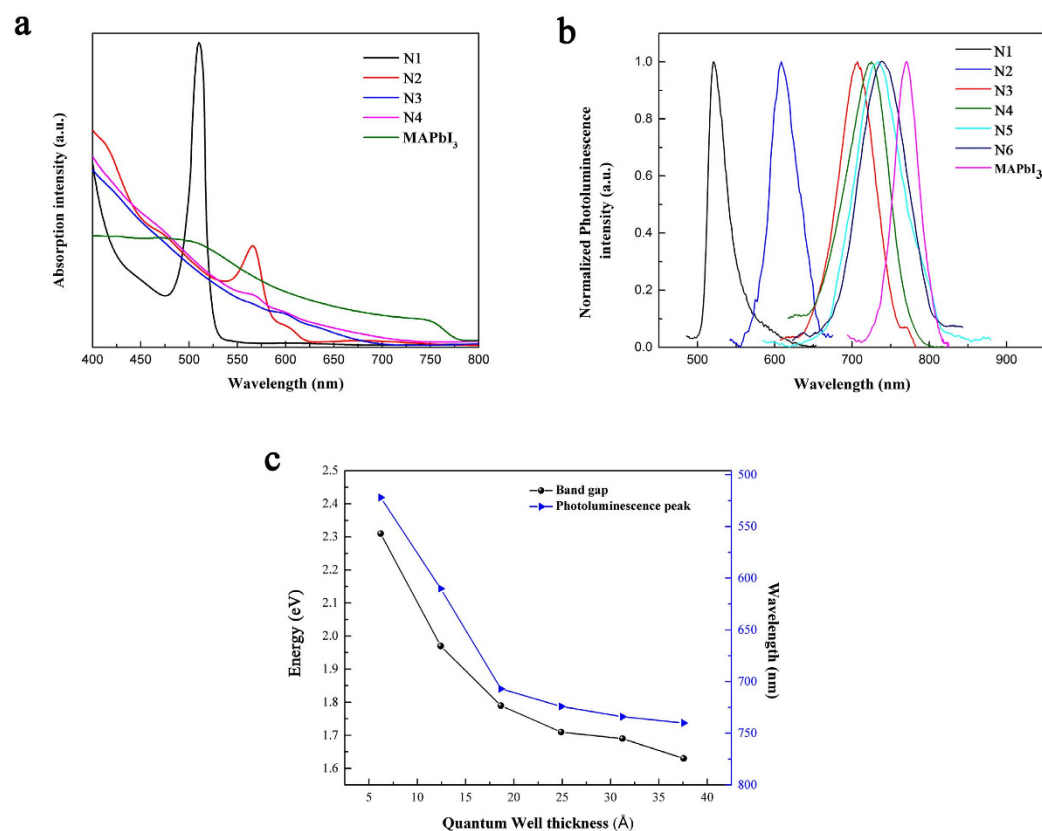 a
N1
N2
N3
N4
MAPbI3
Absorption intensity (a.u.)
400 450 500 550 600 650 700 750 800
Wavelength (nm)
b
N1
N2
N3
N4
N5
N6
MAPbI3
1.0
0.8
0.6
0.4
0.2
0.0
Normalized Photoluminescence
intensity (a.u.)
500 600 700 800 900
Wavelength (nm)
c
Band gap
Photoluminescence peak
2.5
2.4
2.3
2.2
2.1
2.0
1.9
1.8
1.7
1.6
Energy (eV)
500
550
600
650
700
750
800
Wavelength (nm)
5 10 15 20 25 30 35 40
Quantum Well thickness (Å)